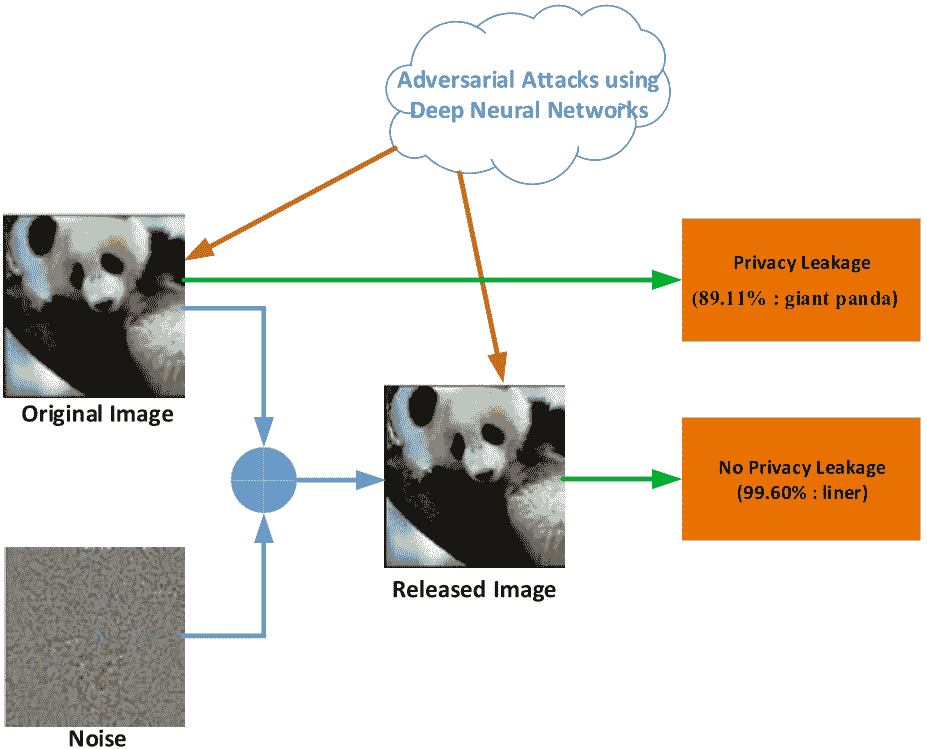 Adversarial Attacks using
Deep Neural Networks
Privacy Leakage
(89.11% : giant panda)
Original Image
No Privacy Leakage
(99.60% : liner)
Released Image
Noise